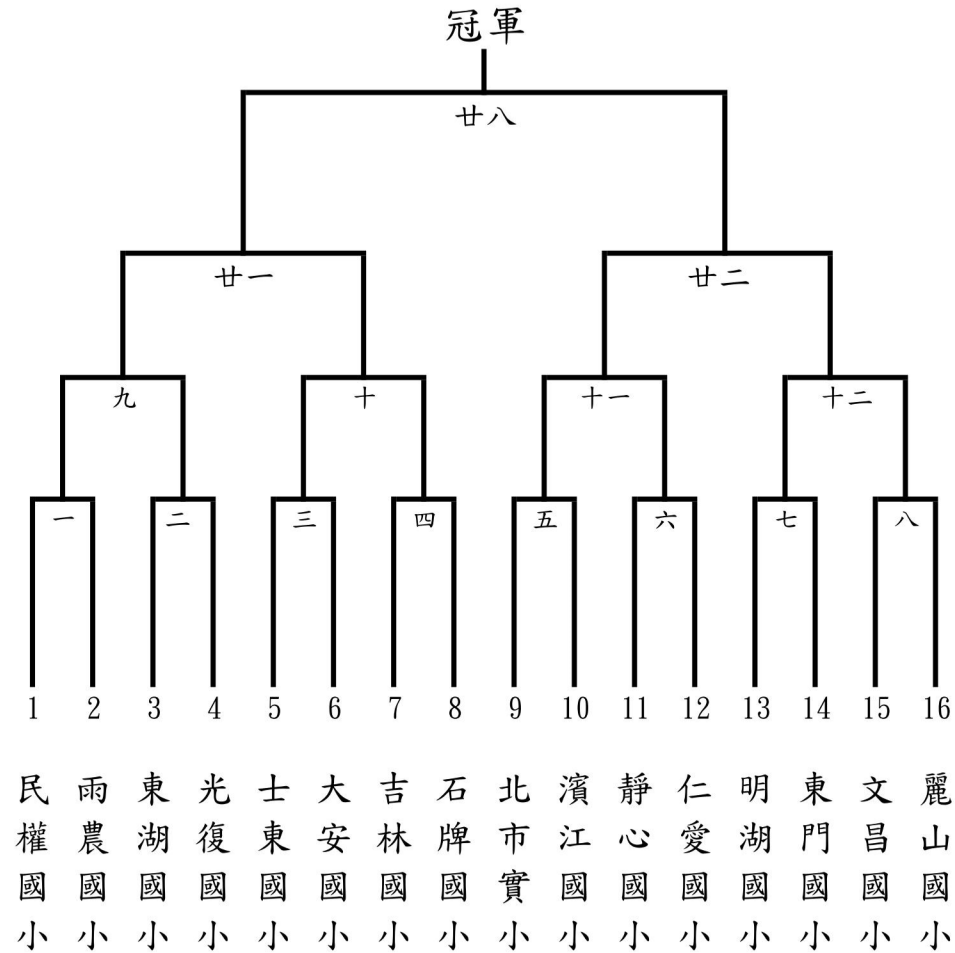 冠軍
廿八
廿一 廿二
九 十 十一 十二
一 二 三 四 五 六 七 八
1 2 3 4 5 6 7 8 9 10 11 12 13 14 15 16
民權國小
雨農國小
東湖國小
光復國小
士東國小
大安國小
吉林國小
石牌國小
北市實小
濱江國小
靜心國小
仁愛國小
明湖國小
東門國小
文昌國小
麗山國小